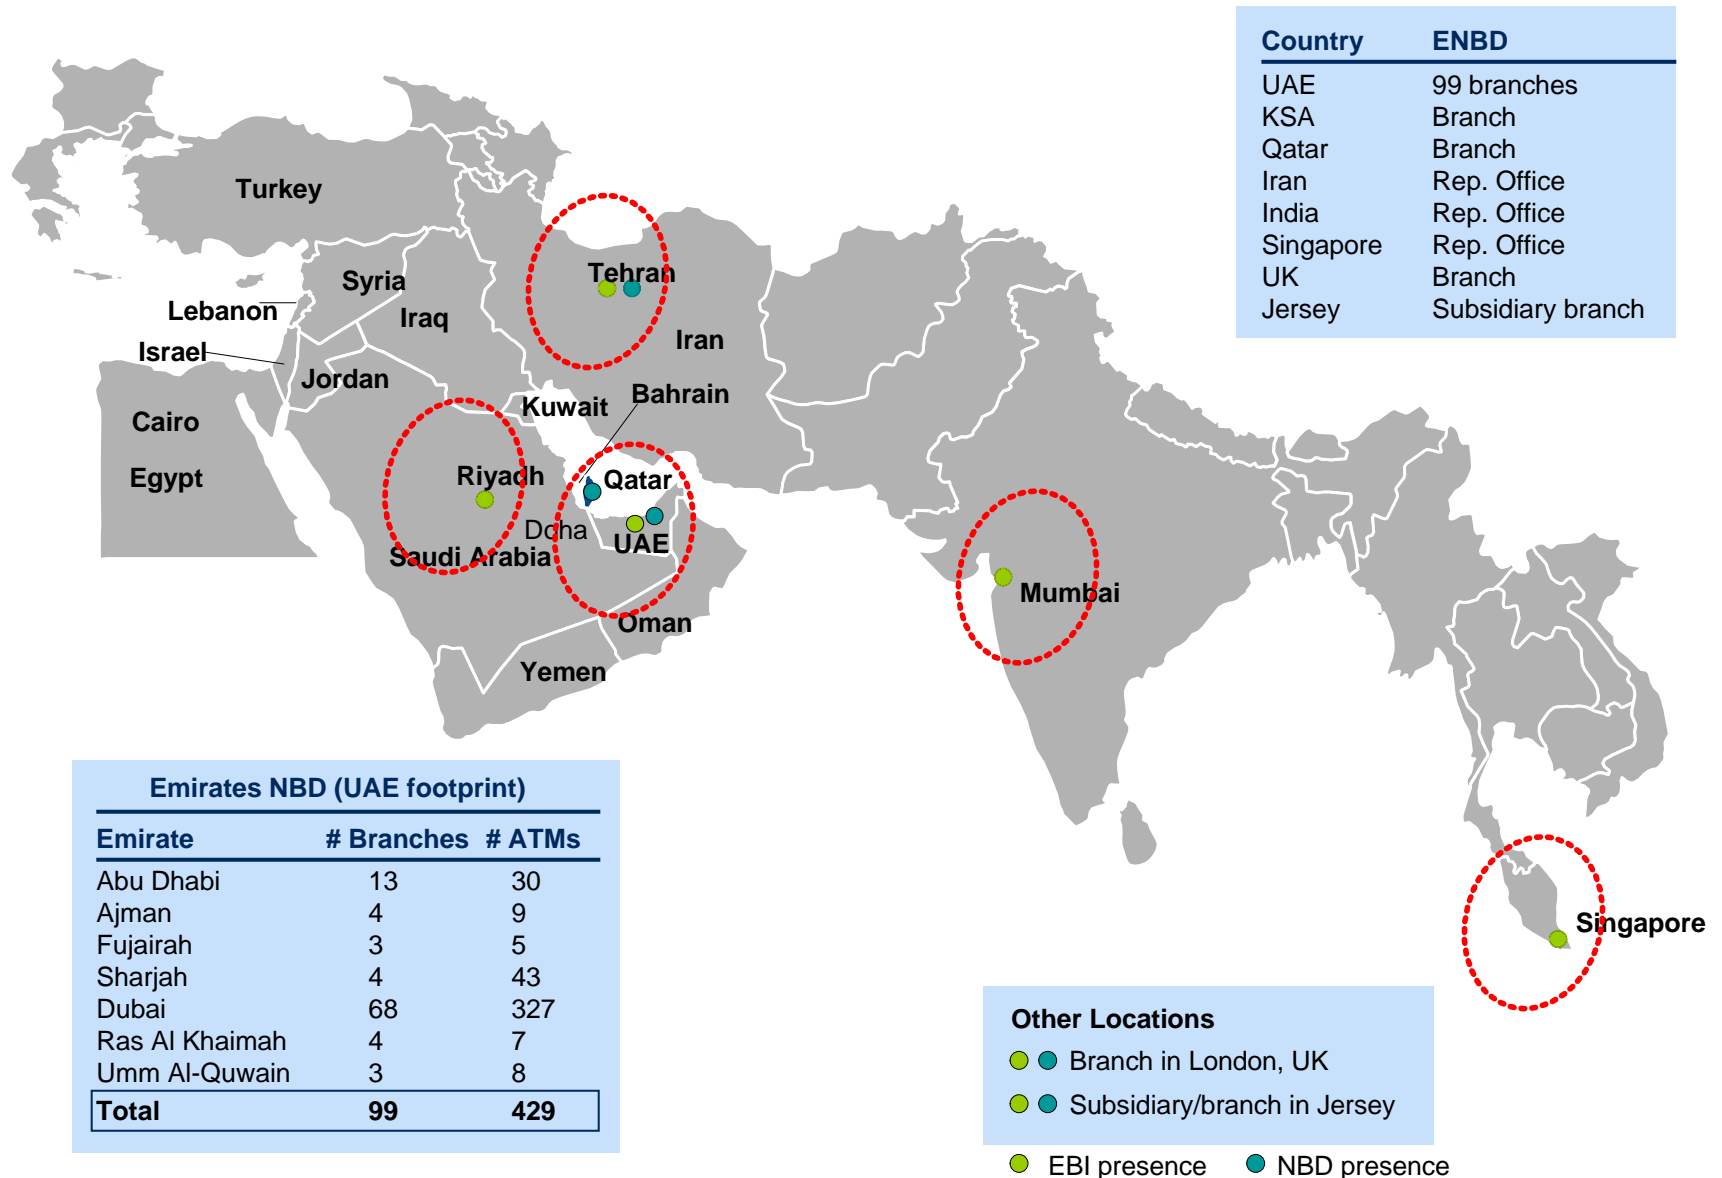 Country ENBD
UAE 99 branches
KSA Branch
Qatar Branch
Iran Rep. Office
India Rep. Office
Singapore Rep. Office
UK Branch
Jersey Subsidiary branch
Turkey
Tehran
Syria
Lebanon
Iraq
Iran
Israel
Jordan
Bahrain
Kuwait
Cairo
Riyadh
Egypt
Qatar
Doha
UAE
Saudi Arabia
Mumbai
Oman
Yemen
Emirates NBD (UAE footprint)
Emirate # Branches # ATMs
Abu Dhabi 13 30
Ajman 4 9
Fujairah 3 5
Sharjah 4 43
Dubai 68 327
Ras Al Khaimah 4 7
Umm Al-Quwain 3 8
Total 99 429
Singapore
Other Locations
Branch in London, UK
Subsidiary/branch in Jersey
EBI presence NBD presence